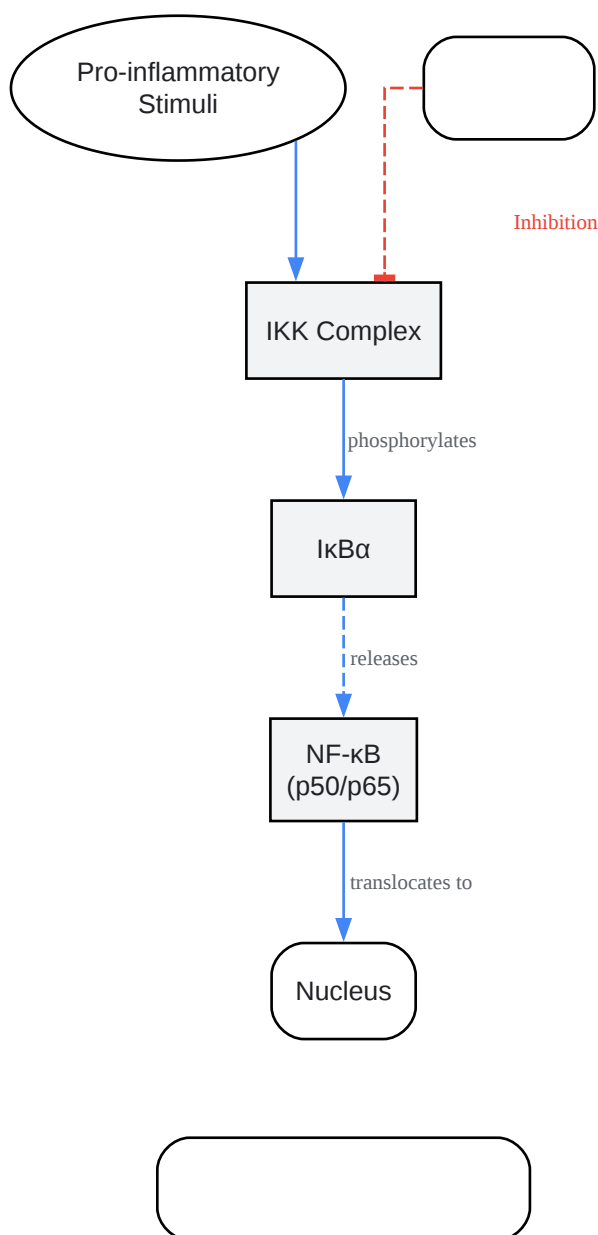 Pro-inflammatory
Stimuli
Inhibition
IKK Complex
phosphorylates
IκBα
releases
NF-κB
(p50/p65)
translocates to
Nucleus